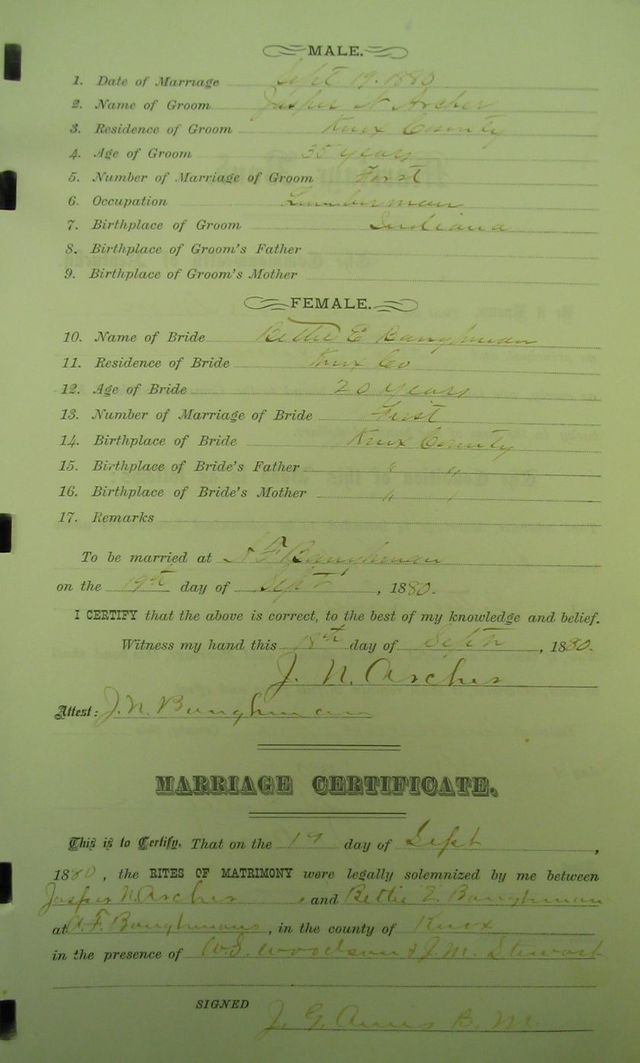 MALE.
1. Date of Marriage Sept 19. 1880
2. Name of Groom Jasper N Archer
3. Residence of Groom Knox County
4. Age of Groom 35 years
5. Number of Marriage of Groom First
6. Occupation Lumberman
7. Birthplace of Groom Indiana
8. Birthplace of Groom's Father
9. Birthplace of Groom's Mother
FEMALE.
10. Name of Bride Bettie E Baughman
11. Residence of Bride Knox Co
12. Age of Bride 20 years
13. Number of Marriage of Bride First
14. Birthplace of Bride Knox County
15. Birthplace of Bride's Father " "
16. Birthplace of Bride's Mother " "
17. Remarks
To be married at F Baughman
on the 19th day of Sept, 1880.
I CERTIFY that the above is correct, to the best of my knowledge and belief.
Witness my hand this 18th day of , 1880.
J. N. Archer
Attest: J. N. Baughman
MARRIAGE CERTIFICATE.
This is to Certify, That on the 19 day of Sept,
1880, the RITES OF MATRIMONY were legally solemnized by me between
Jasper N. Archer, and Bettie E. Baughman
at F. Baughmans, in the county of Knox
in the presence of W.S. Woodson & J.M. Stewart
SIGNED
J. G.